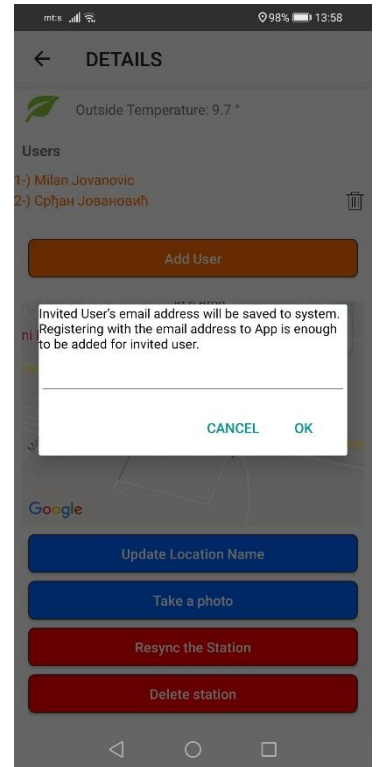 mt:s 98% 13:58
DETAILS
Outside Temperature: 9.7 °
Users
1-) Milan Jovanovic
2-) Срђан Јовановић
Add User
Invited User's email address will be saved to system.
Registering with the email address to App is enough
to be added for invited user.
CANCEL OK
Google
Update Location Name
Take a photo
Resync the Station
Delete station